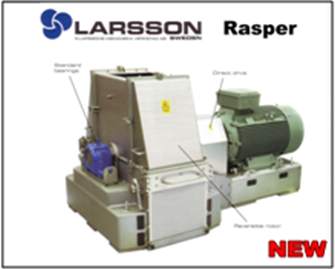 LARSSON Rasper
SWEDEN
Standard
bearings
Direct drive
Reversible rotor
NEW